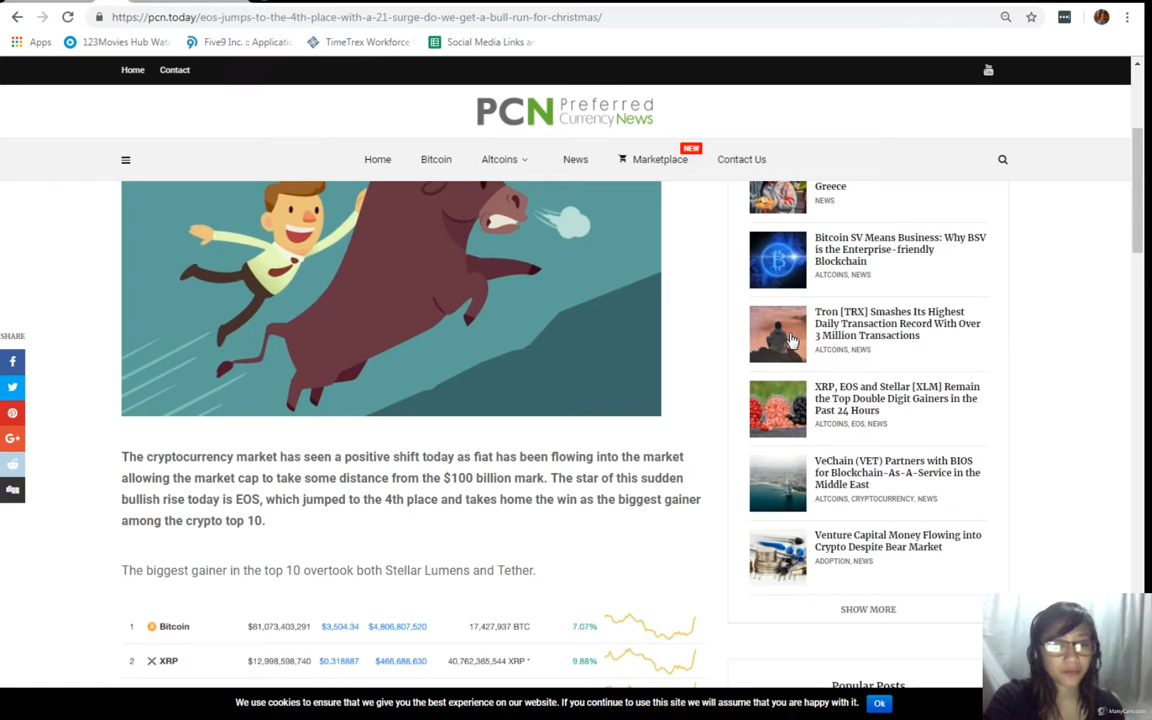 https://pcn.today/eos-jumps-to-the-4th-place-with-a-21-surge-do-we-get-a-bull-run-for-christmas/
Apps 123Movies Hub Wat Five9 Inc. :: Applicati TimeTrex Workforce Social Media Links a
Home Contact You
PCN Preferred
Currency News
Home Bitcoin Altcoins News Marketplace NEW Contact Us
Greece
NEWS
Bitcoin SV Means Business: Why BSV
is the Enterprise-friendly
Blockchain
ALTCOINS, NEWS
Tron [TRX] Smashes Its Highest
Daily Transaction Record With Over
3 Million Transactions
ALTCOINS, NEWS
XRP, EOS and Stellar [XLM] Remain
the Top Double Digit Gainers in the
Past 24 Hours
ALTCOINS, EOS, NEWS
VeChain (VET) Partners with BIOS
for Blockchain-As-A-Service in the
Middle East
ALTCOINS, CRYPTOCURRENCY, NEWS
Venture Capital Money Flowing into
Crypto Despite Bear Market
ADOPTION, NEWS
SHOW MORE
Popular Posts
SHARE
The cryptocurrency market has seen a positive shift today as fiat has been flowing into the market
allowing the market cap to take some distance from the $100 billion mark. The star of this sudden
bullish rise today is EOS, which jumped to the 4th place and takes home the win as the biggest gainer
among the crypto top 10.
The biggest gainer in the top 10 overtook both Stellar Lumens and Tether.
1 Bitcoin $61,073,403,291 $3,504.34 $4,806,807,520 17,427,937 BTC 7.07%
2 XRP $12,998,598,740 $0.318887 $466,688,630 40,762,365,544 XRP * 9.88%
We use cookies to ensure that we give you the best experience on our website. If you continue to use this site we will assume that you are happy with it. Ok
ManyCam.com